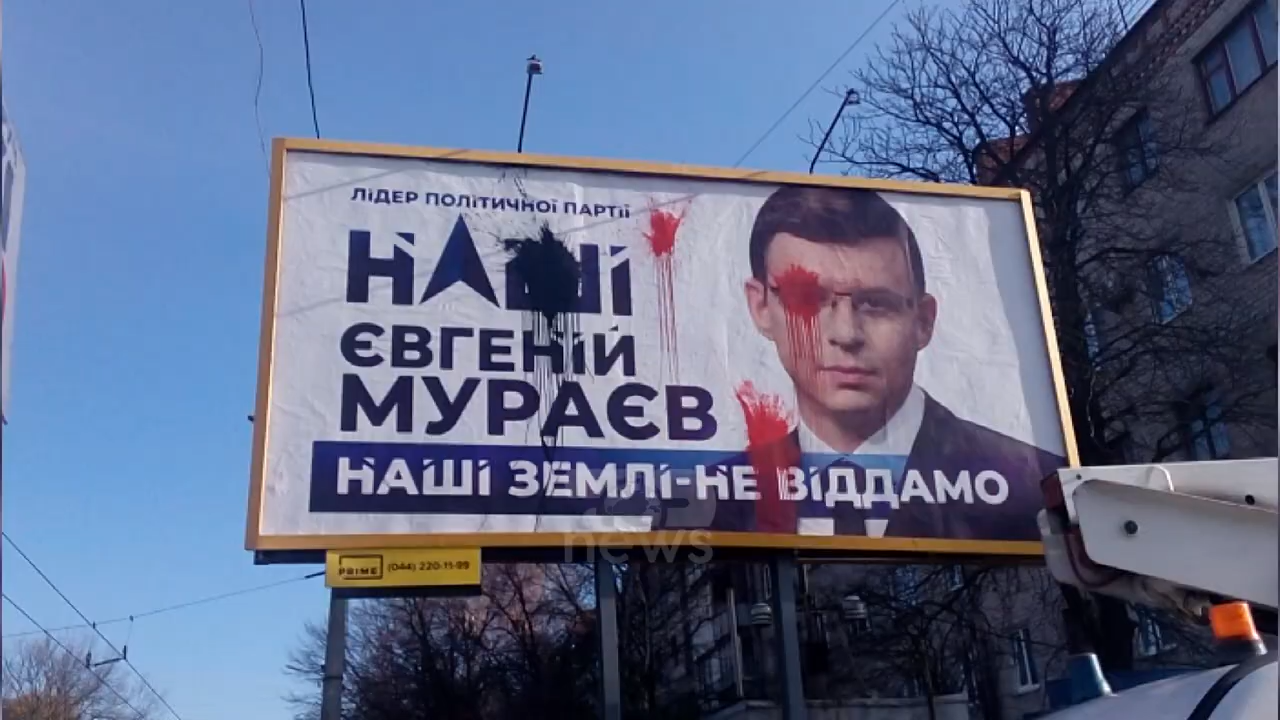 ЛІДЕР ПОЛІТИЧНОЇ ПАРТІЇ
НАШІ
ЄВГЕНІЙ
МУРАЄВ
НАШІ ЗЕМЛІ-НЕ ВІДДАМО
news
PRIME (044) 220-11-99